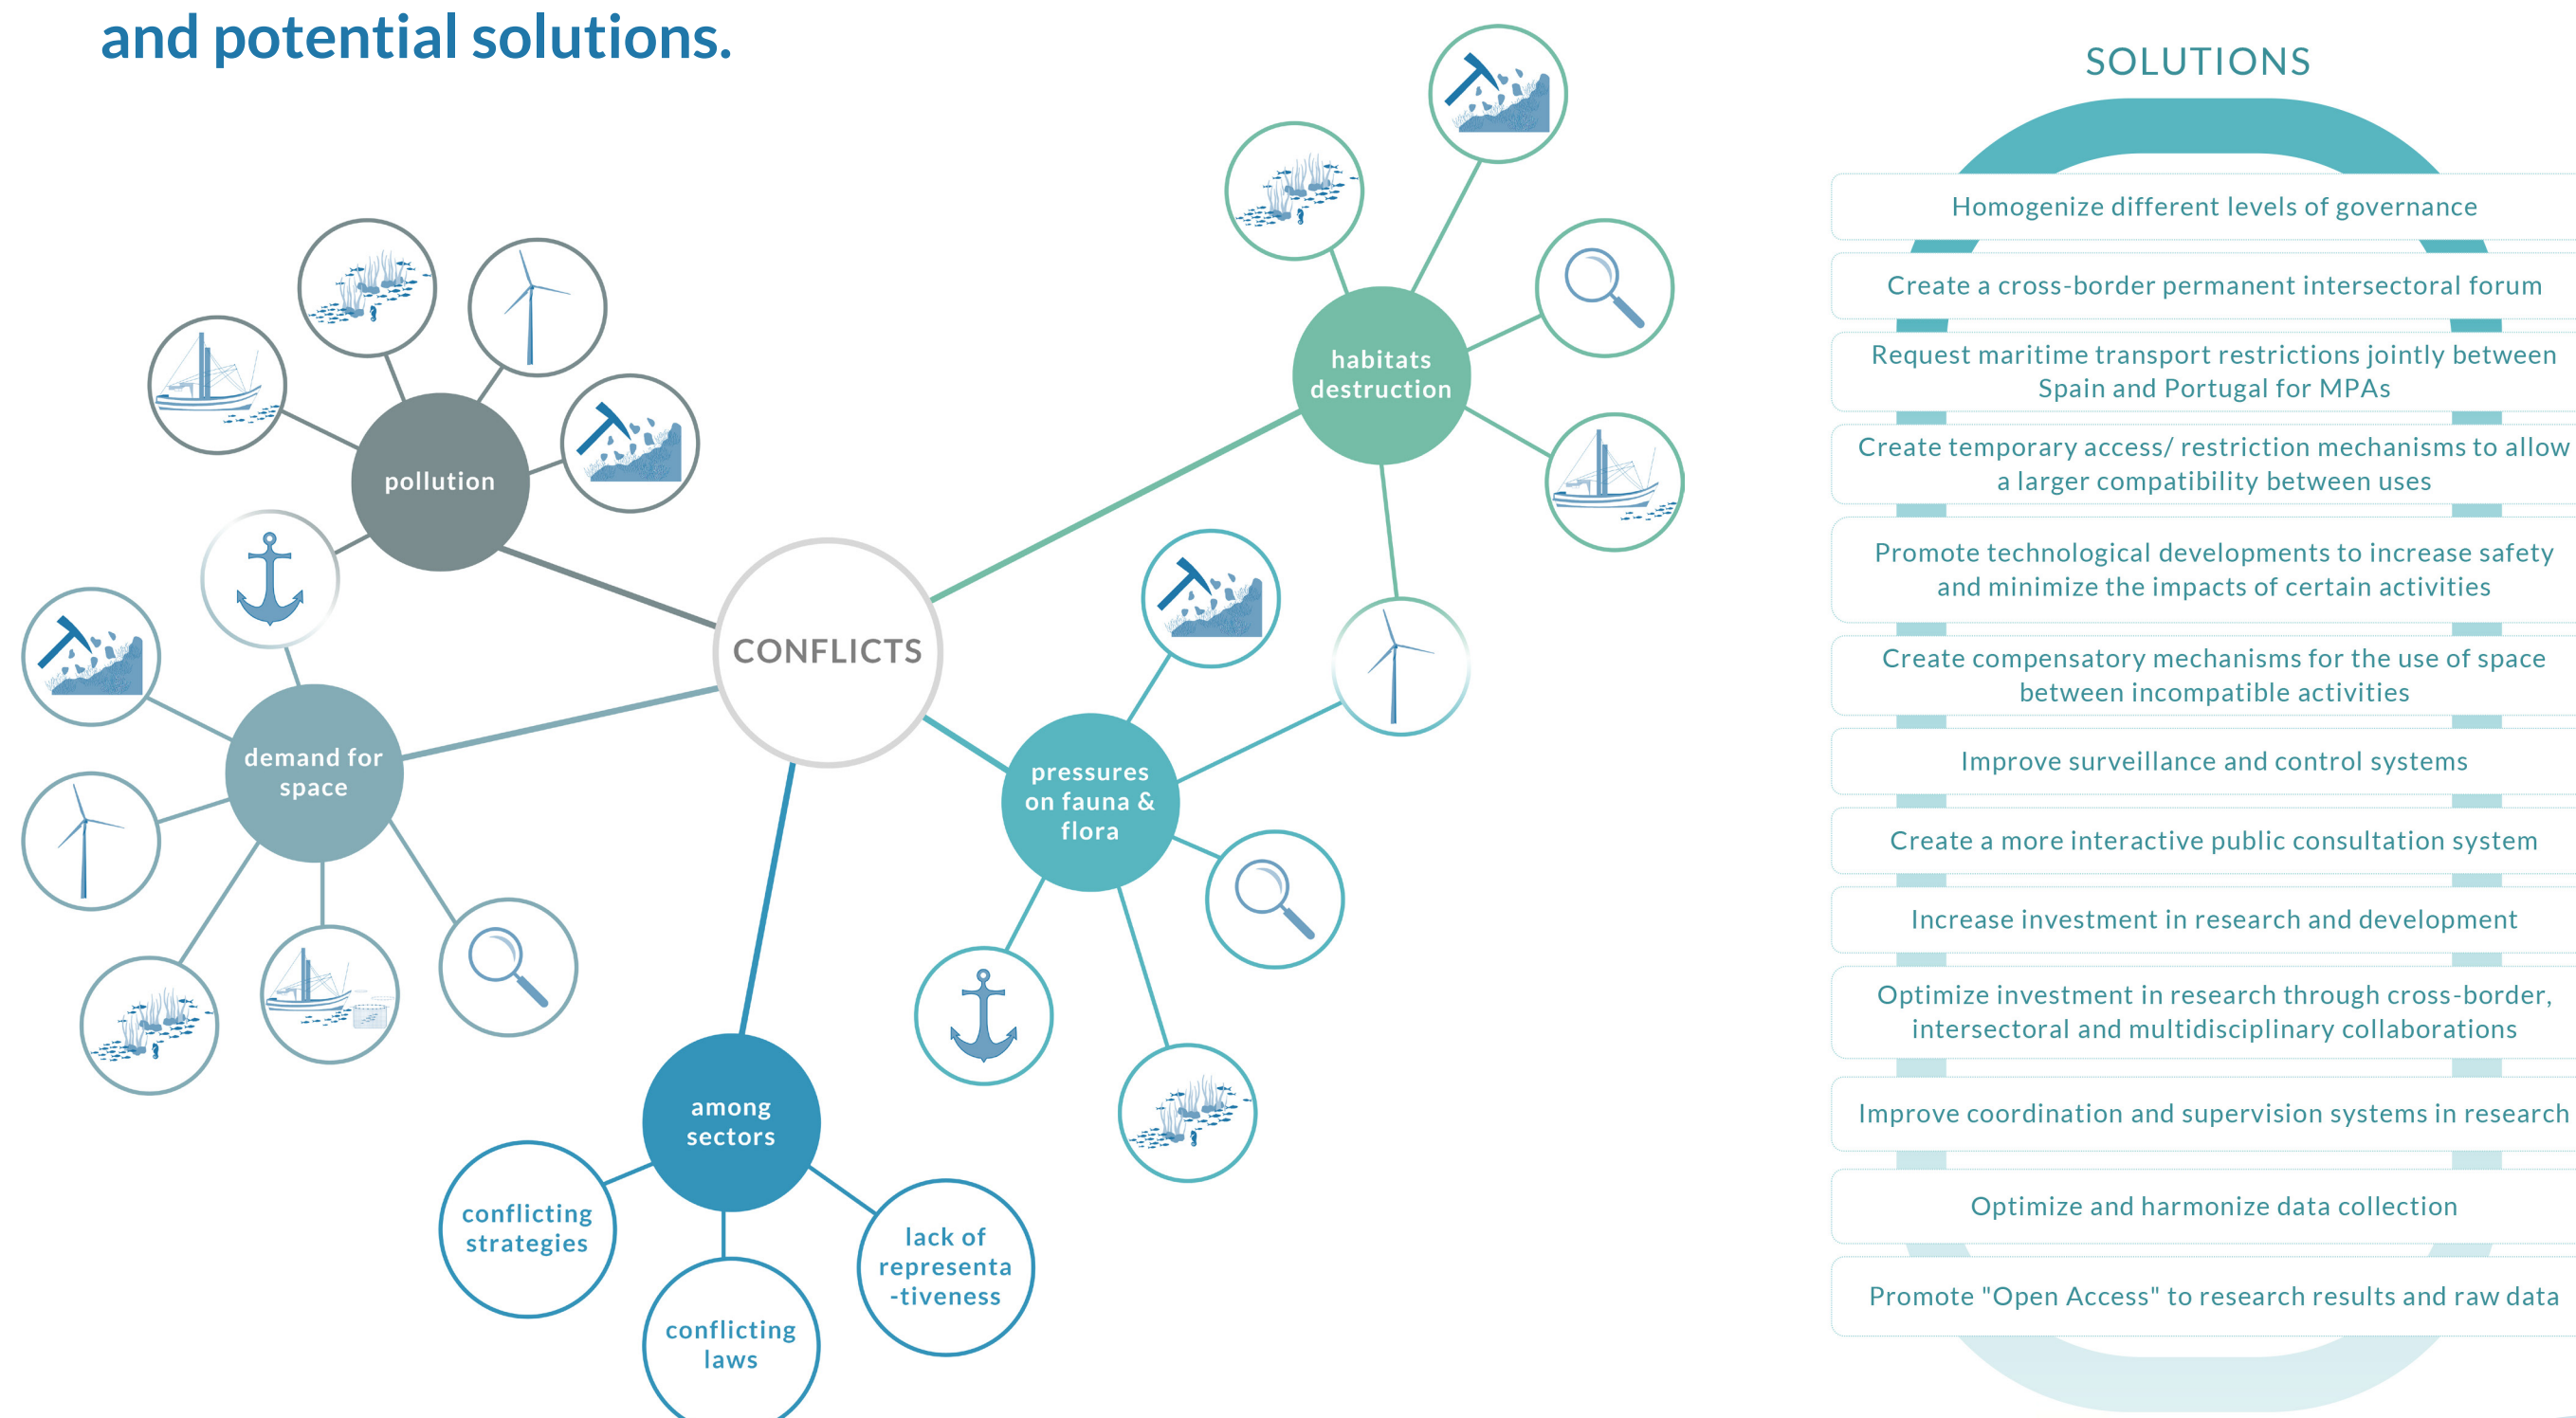 and potential solutions.
habitats
destruction
pollution
CONFLICTS
demand for
space
pressures
on fauna &
flora
among
sectors
conflicting
strategies
conflicting
laws
lack of
representa
-tiveness
SOLUTIONS
Homogenize different levels of governance
Create a cross-border permanent intersectoral forum
Request maritime transport restrictions jointly between
Spain and Portugal for MPAs
Create temporary access/ restriction mechanisms to allow
a larger compatibility between uses
Promote technological developments to increase safety
and minimize the impacts of certain activities
Create compensatory mechanisms for the use of space
between incompatible activities
Improve surveillance and control systems
Create a more interactive public consultation system
Increase investment in research and development
Optimize investment in research through cross-border,
intersectoral and multidisciplinary collaborations
Improve coordination and supervision systems in research
Optimize and harmonize data collection
Promote "Open Access" to research results and raw data